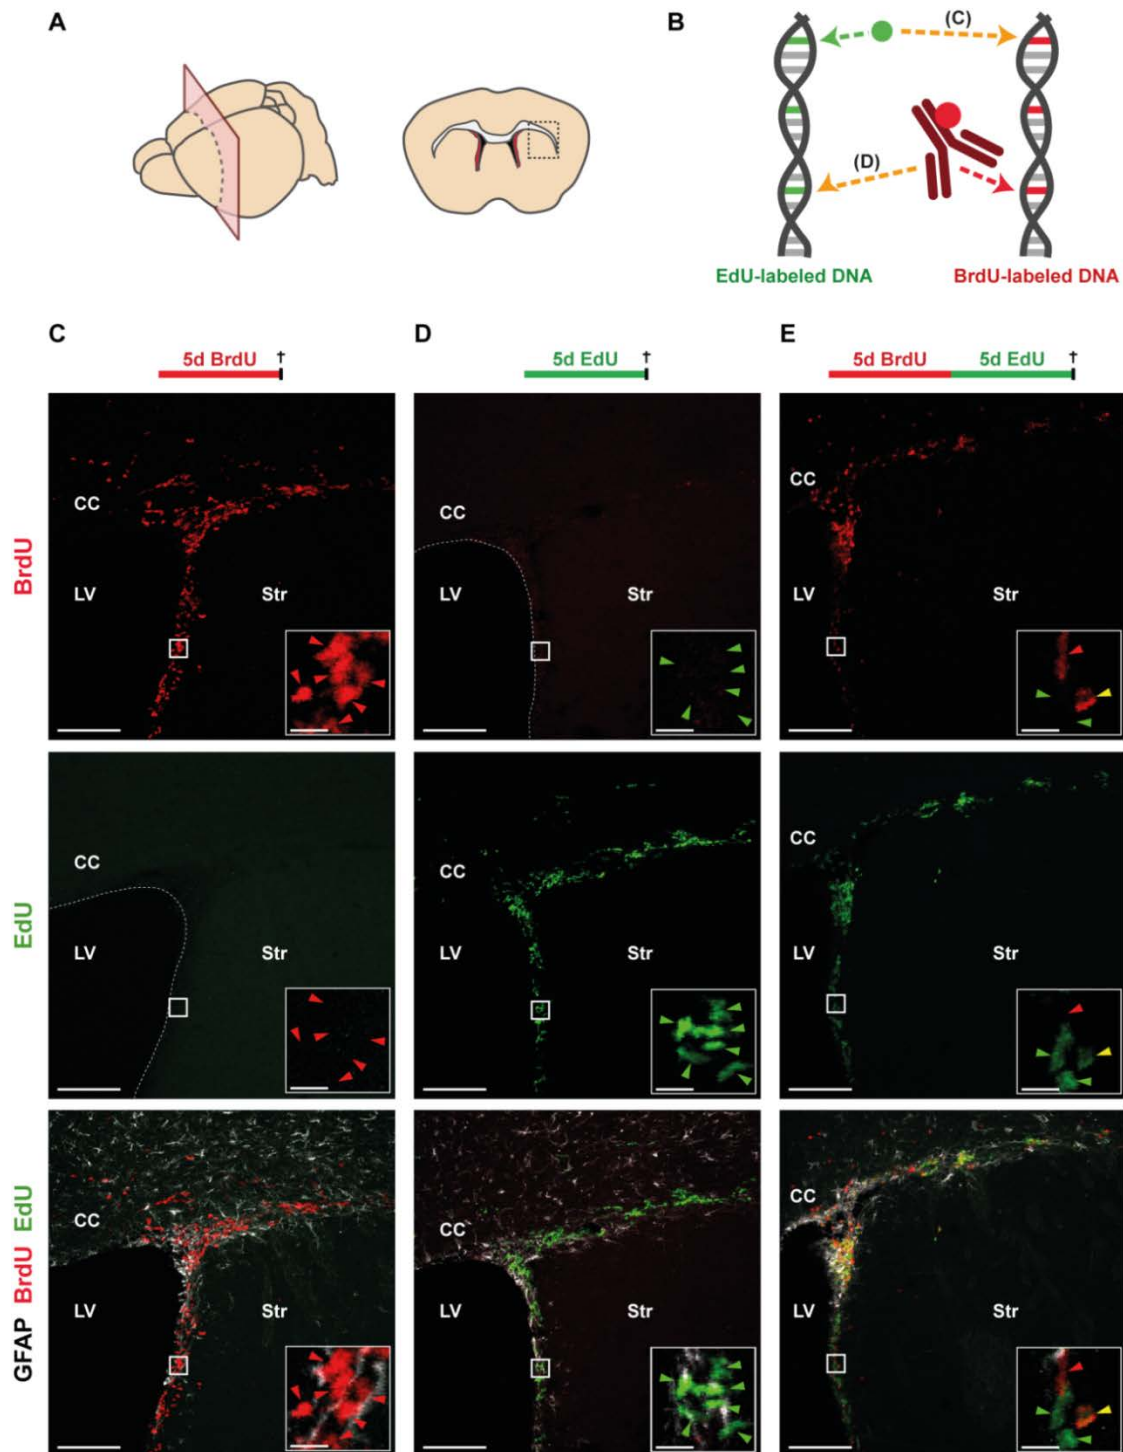 A
B
(C)
(D)
EdU-labeled DNA
BrdU-labeled DNA
C
D
E
5d BrdU †
5d EdU †
5d BrdU 5d EdU †
BrdU
CC
LV
Str
CC
LV
Str
CC
LV
Str
EdU
CC
LV
Str
CC
LV
Str
CC
LV
Str
GFAP BrdU EdU
CC
LV
Str
CC
LV
Str
CC
LV
Str